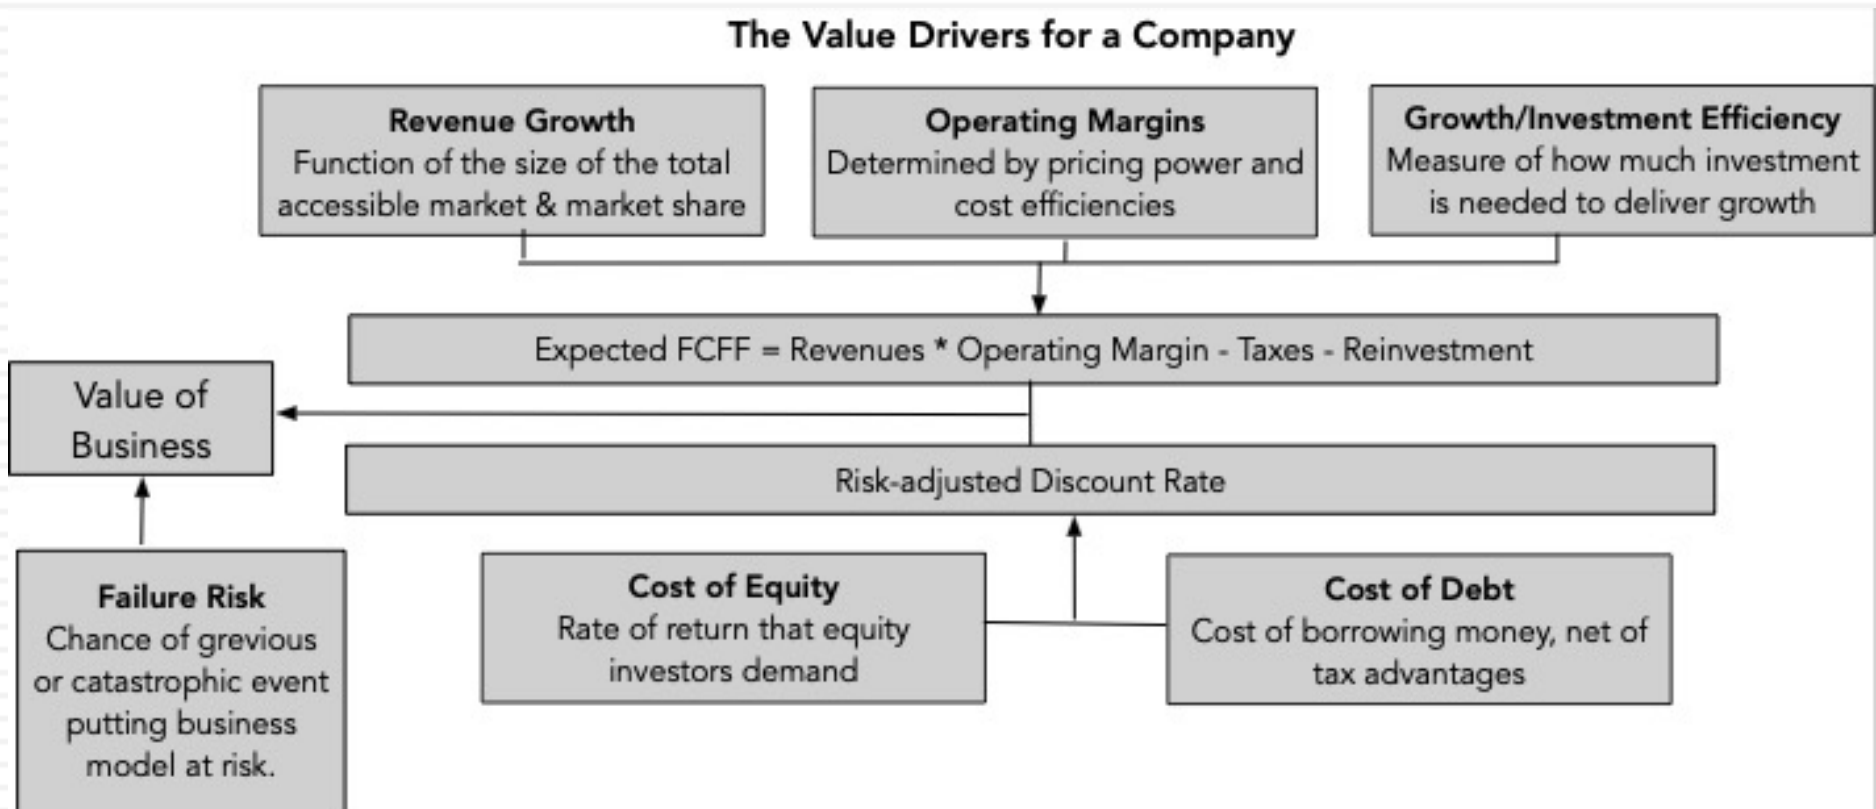 The Value Drivers for a Company
Revenue Growth
Function of the size of the total
accessible market & market share
Operating Margins
Determined by pricing power and
cost efficiencies
Growth/Investment Efficiency
Measure of how much investment
is needed to deliver growth
Expected FCFF = Revenues * Operating Margin - Taxes - Reinvestment
Value of
Business
Risk-adjusted Discount Rate
Failure Risk
Chance of grevious
or catastrophic event
putting business
model at risk.
Cost of Equity
Rate of return that equity
investors demand
Cost of Debt
Cost of borrowing money, net of
tax advantages